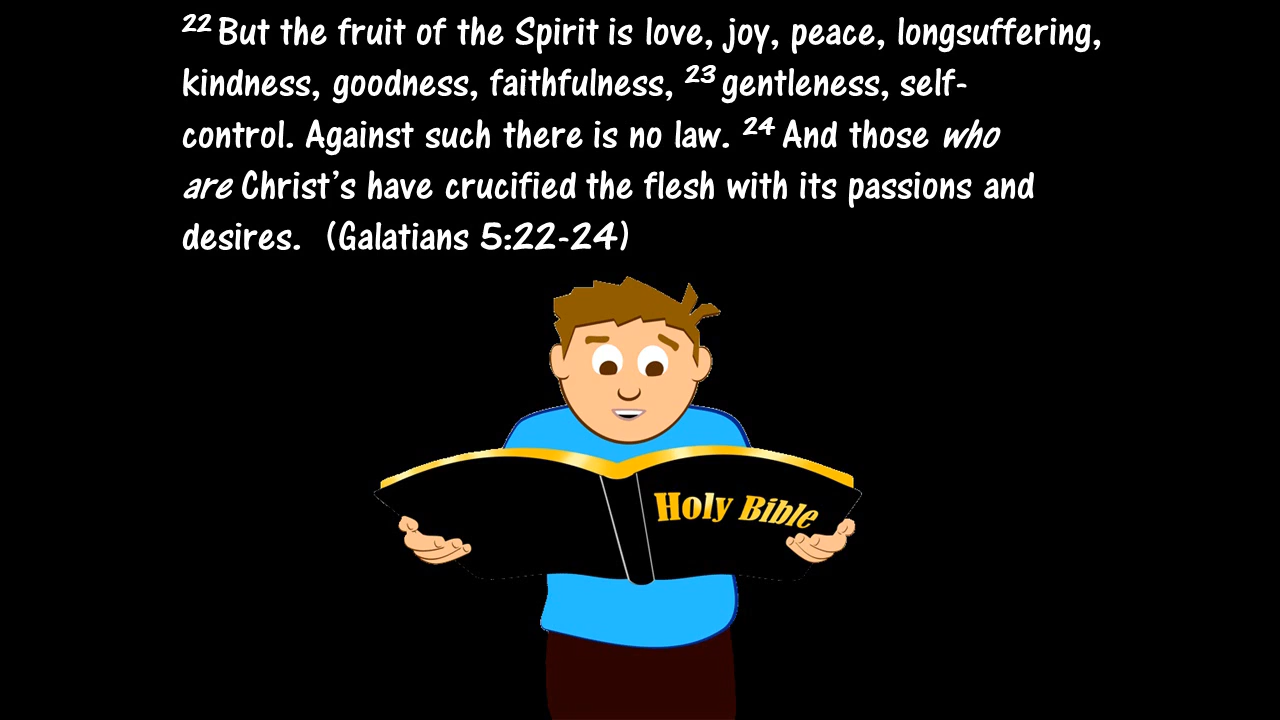 22 But the fruit of the Spirit is love, joy, peace, longsuffering,
kindness, goodness, faithfulness, 23 gentleness, self-
control. Against such there is no law. 24 And those who
are Christ’s have crucified the flesh with its passions and
desires. (Galatians 5:22-24)
Holy Bible